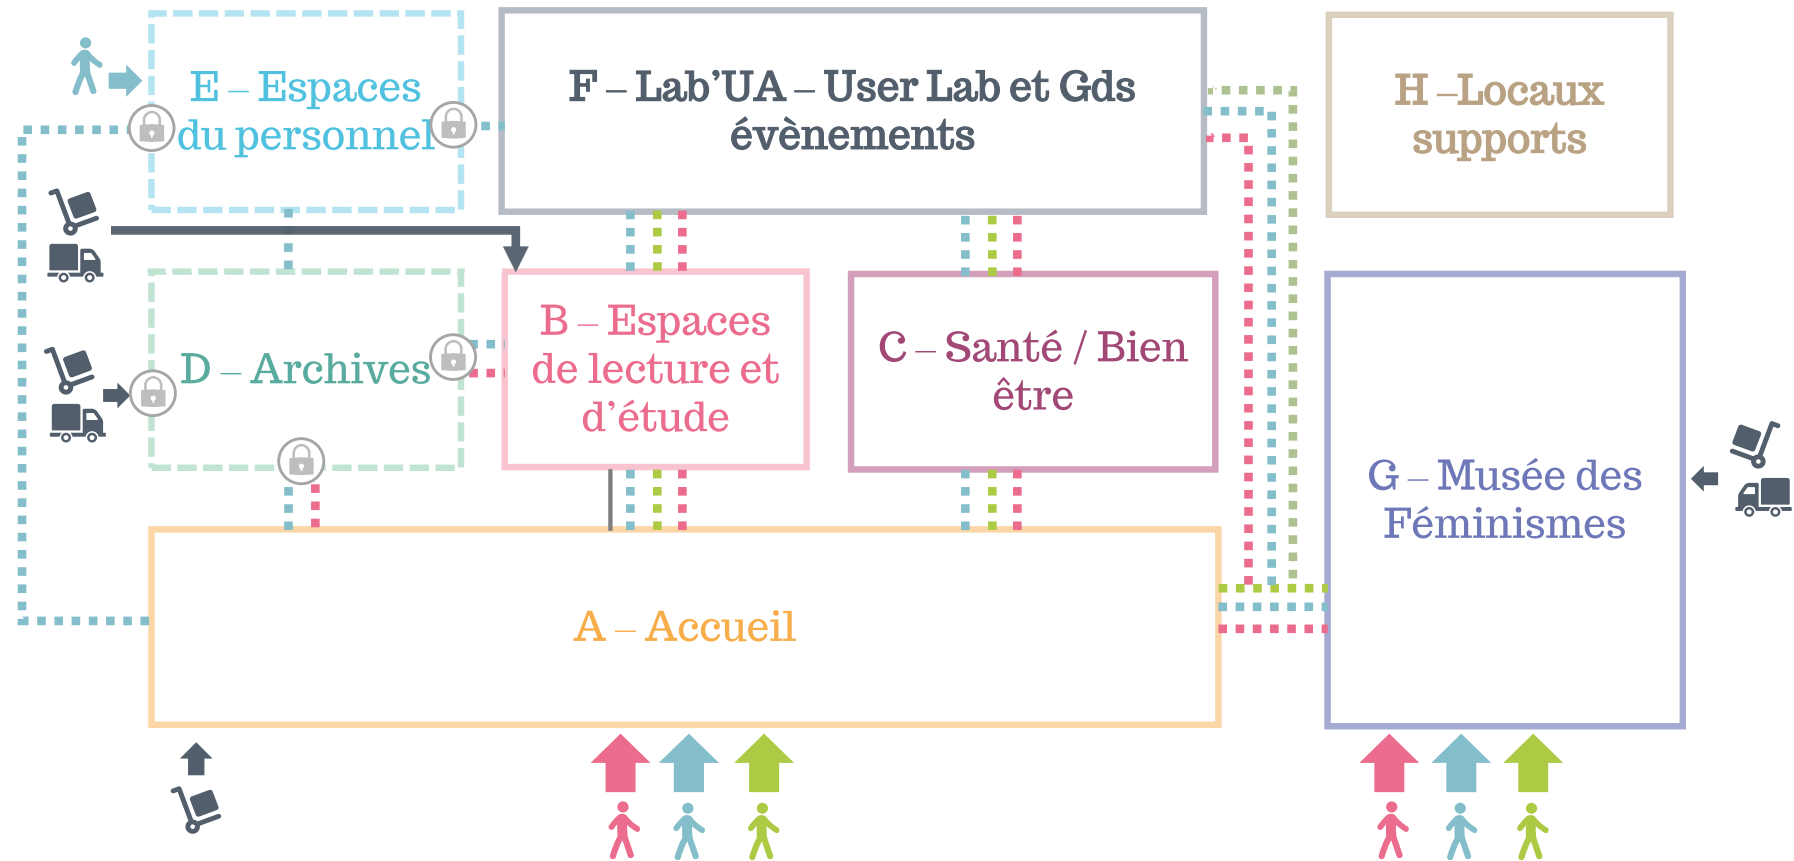 E – Espaces
du personnel
F – Lab’UA – User Lab et Gds
évènements
H –Locaux
supports
D – Archives
B – Espaces
de lecture et
d’étude
C – Santé / Bien
être
G – Musée des
Féminismes
A – Accueil